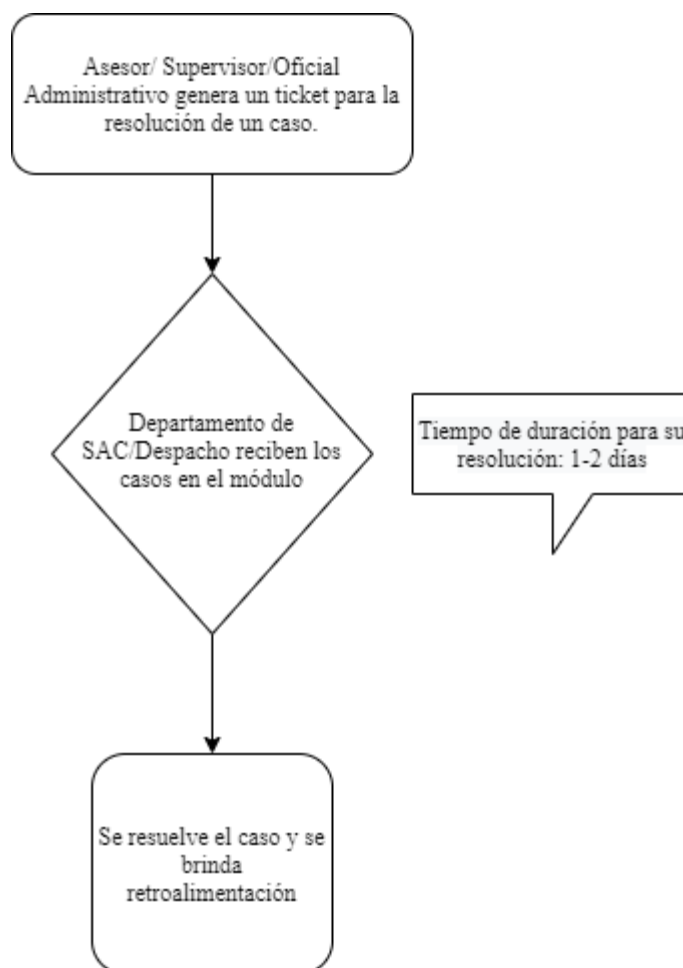 Asesor/ Supervisor/Oficial
Administrativo genera un ticket para la
resolución de un caso.
Departamento de
SAC/Despacho reciben los
casos en el módulo
Tiempo de duración para su
resolución: 1-2 días
Se resuelve el caso y se
brinda
retroalimentación